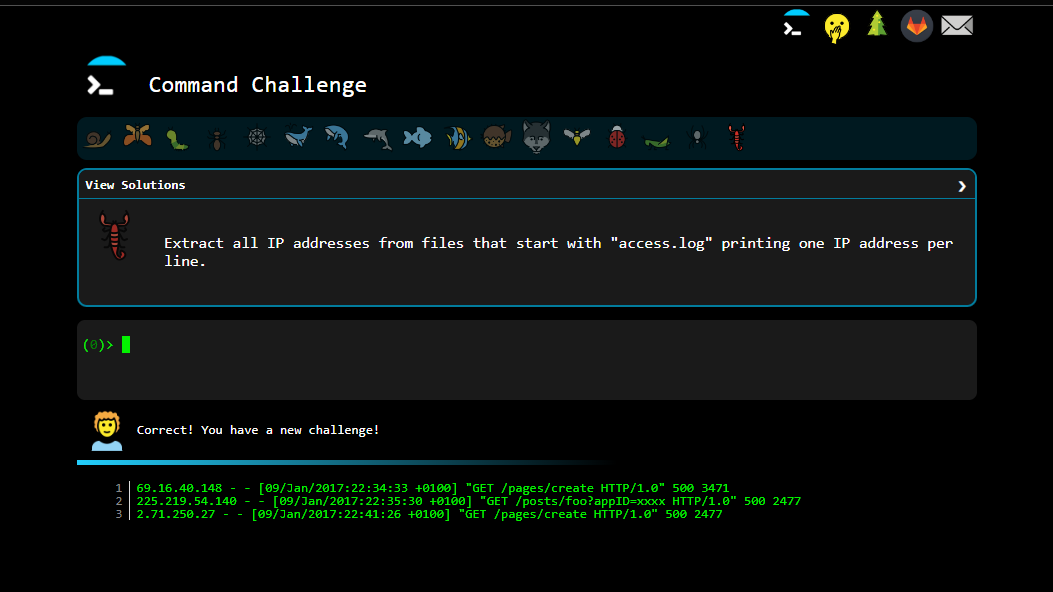 Command Challenge
View Solutions
Extract all IP addresses from files that start with "access.log" printing one IP address per
line.
(0)>
Correct! You have a new challenge!
1 69.16.40.148 - - [09/Jan/2017:22:34:33 +0100] "GET /pages/create HTTP/1.0" 500 3471
2 225.219.54.140 - - [09/Jan/2017:22:35:30 +0100] "GET /posts/foo?appID=xxxx HTTP/1.0" 500 2477
3 2.71.250.27 - - [09/Jan/2017:22:41:26 +0100] "GET /pages/create HTTP/1.0" 500 2477